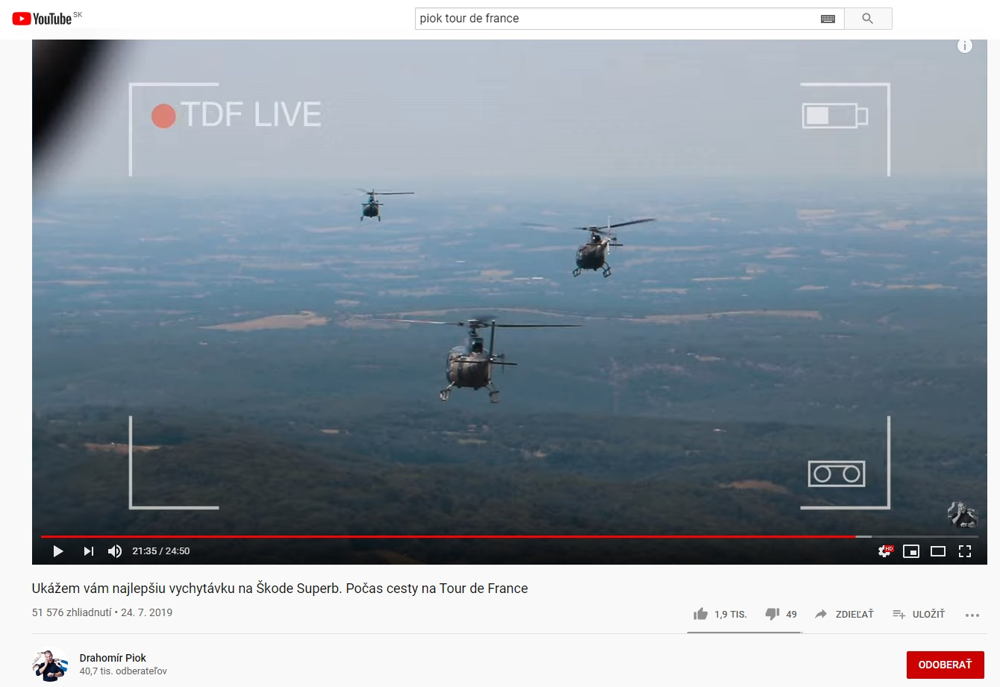 YouTube SK
piok tour de france
i
TDF LIVE
21:35 / 24:50
HD
Ukážem vám najlepšiu vychytávku na Škode Superb. Počas cesty na Tour de France
51 576 zhliadnutí • 24. 7. 2019
1,9 TIS. 49 ZDIEĽAŤ ULOŽIŤ
Drahomír Piok
40,7 tis. odberateľov
ODOBERAŤ